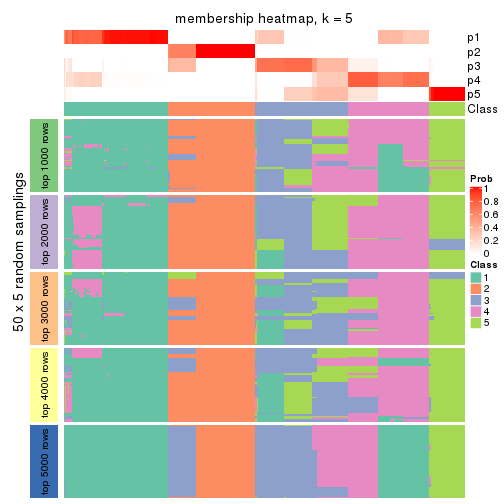 membership heatmap, k = 5
p1
p2
p3
p4
p5
Class
50 x 5 random samplings
top 1000 rows
top 2000 rows
top 3000 rows
top 4000 rows
top 5000 rows
Prob
1
0.8
0.6
0.4
0.2
0
Class
1
2
3
4
5